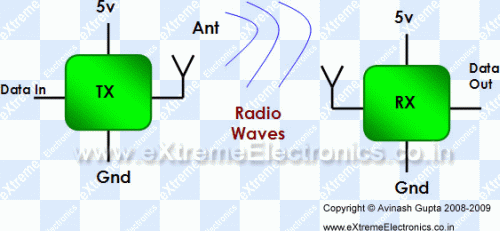 5v
Ant
Data In
TX
Gnd
Radio
Waves
5v
Data
Out
RX
Gnd
www.eXtremeElectronics.co.in
Copyright © Avinash Gupta 2008-2009
www.eXtremeElectronics.co.in